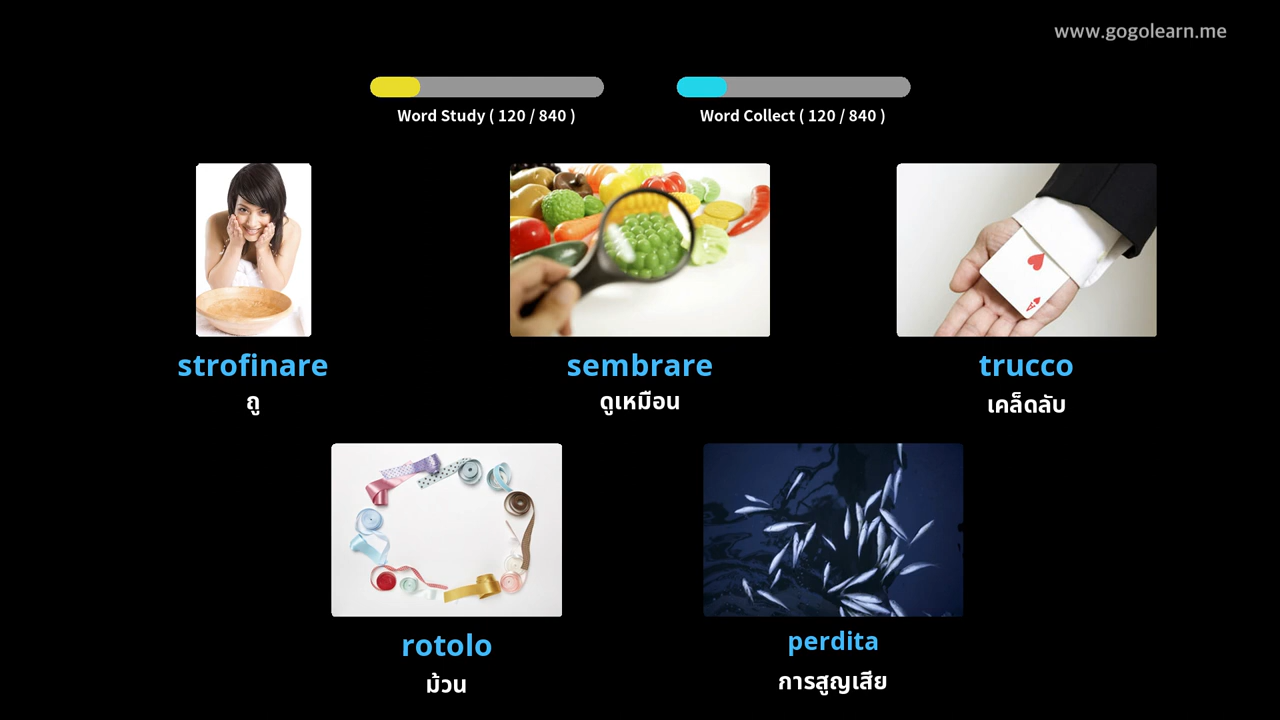 www.gogolearn.me
Word Study ( 120 / 840 )
Word Collect ( 120 / 840 )
strofinare
ถู
sembrare
ดูเหมือน
trucco
เคล็ดลับ
rotolo
ม้วน
perdita
การสูญเสีย